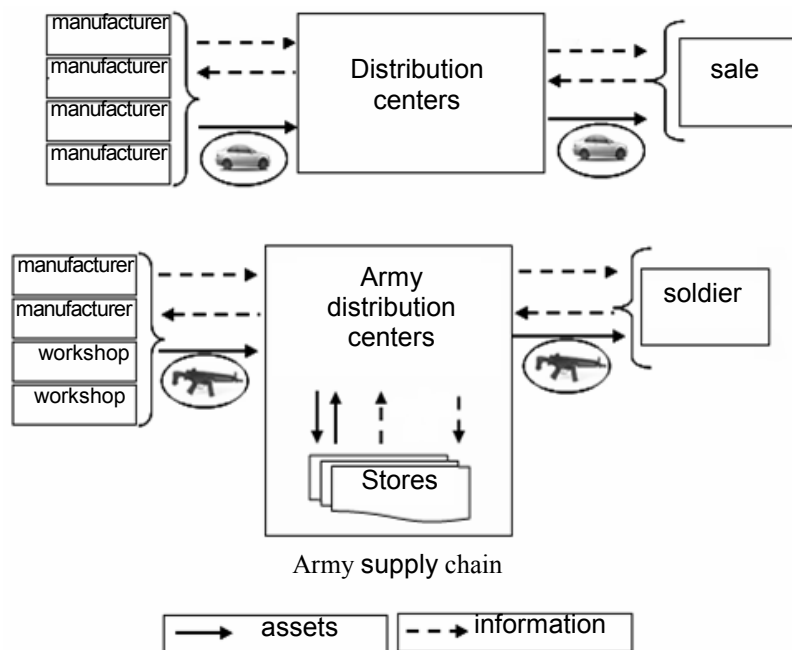 manufacturer
manufacturer
manufacturer
manufacturer
Distribution
centers
sale
manufacturer
manufacturer
workshop
workshop
Army
distribution
centers
Stores
soldier
Army supply chain
assets
information